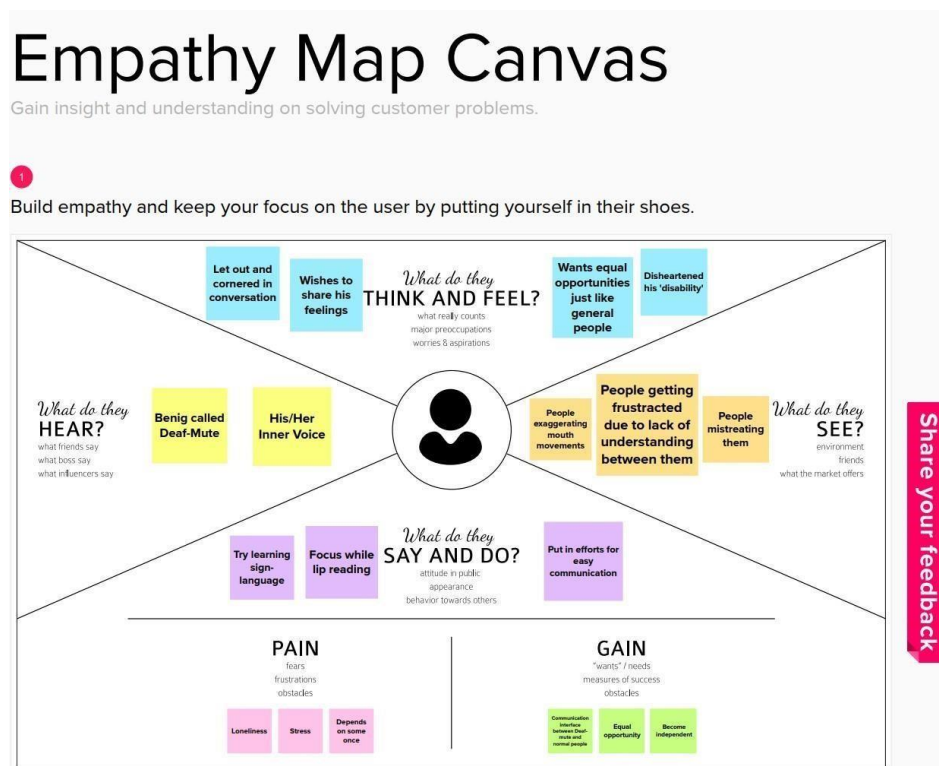 Empathy Map Canvas
Gain insight and understanding on solving customer problems.
1
Build empathy and keep your focus on the user by putting yourself in their shoes.
Let out and
cornered in
conversation
Wishes to
share his
feelings
What do they
THINK AND FEEL?
what really counts
major preoccupations
worries & aspirations
Wants equal
opportunities
just like
general
people
Disheartened
his 'disability'
What do they
HEAR?
what friends say
what boss say
what influencers say
Benig called
Deaf-Mute
His/Her
Inner Voice
People
exaggerating
mouth
movements
People getting
frustracted
due to lack of
understanding
between them
People
mistreating
them
What do they
SEE?
environment
friends
what the market offers
Share your feedback
Try learning
sign-
language
Focus while
lip reading
What do they
SAY AND DO?
attitude in public
appearance
behavior towards others
Put in efforts for
easy
communication
PAIN
fears
frustrations
obstacles
Loneliness
Stress
Depends
on some
once
GAIN
"wants" / needs
measures of success
obstacles
Communication
interface
between Deaf-
mute and
normal people
Equal
opportunity
Become
independent